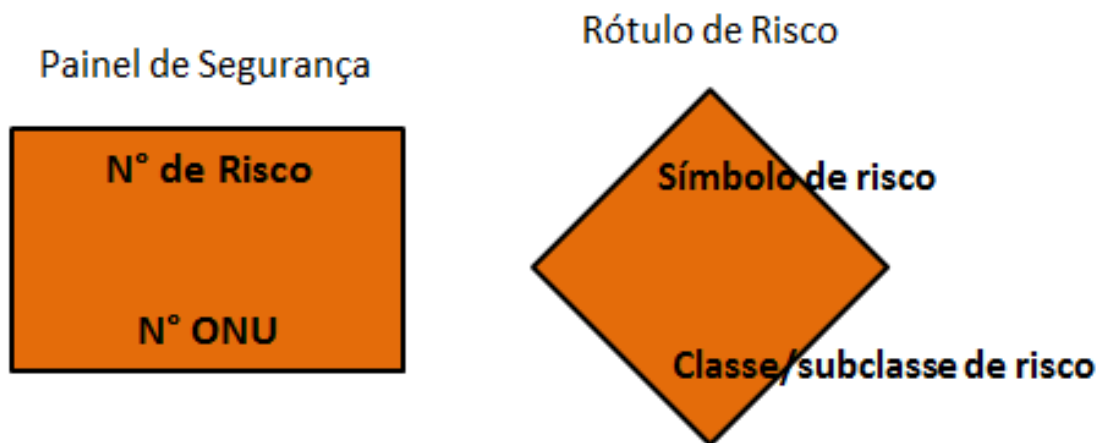 Painel de Segurança
N° de Risco
N° ONU
Rótulo de Risco
Símbolo de risco
Classe/subclasse de risco